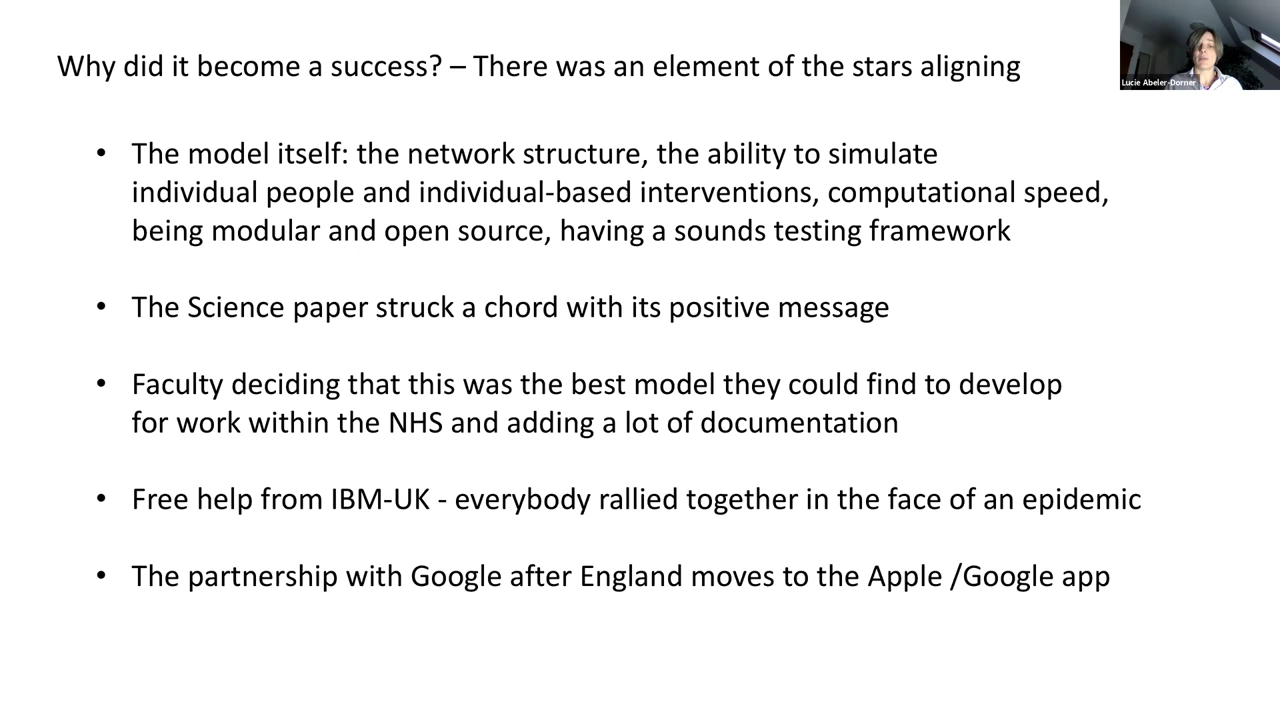 Why did it become a success? – There was an element of the stars aligning
Lucie Abeler-Dorner
• The model itself: the network structure, the ability to simulate
individual people and individual-based interventions, computational speed,
being modular and open source, having a sounds testing framework
• The Science paper struck a chord with its positive message
• Faculty deciding that this was the best model they could find to develop
for work within the NHS and adding a lot of documentation
• Free help from IBM-UK - everybody rallied together in the face of an epidemic
• The partnership with Google after England moves to the Apple /Google app